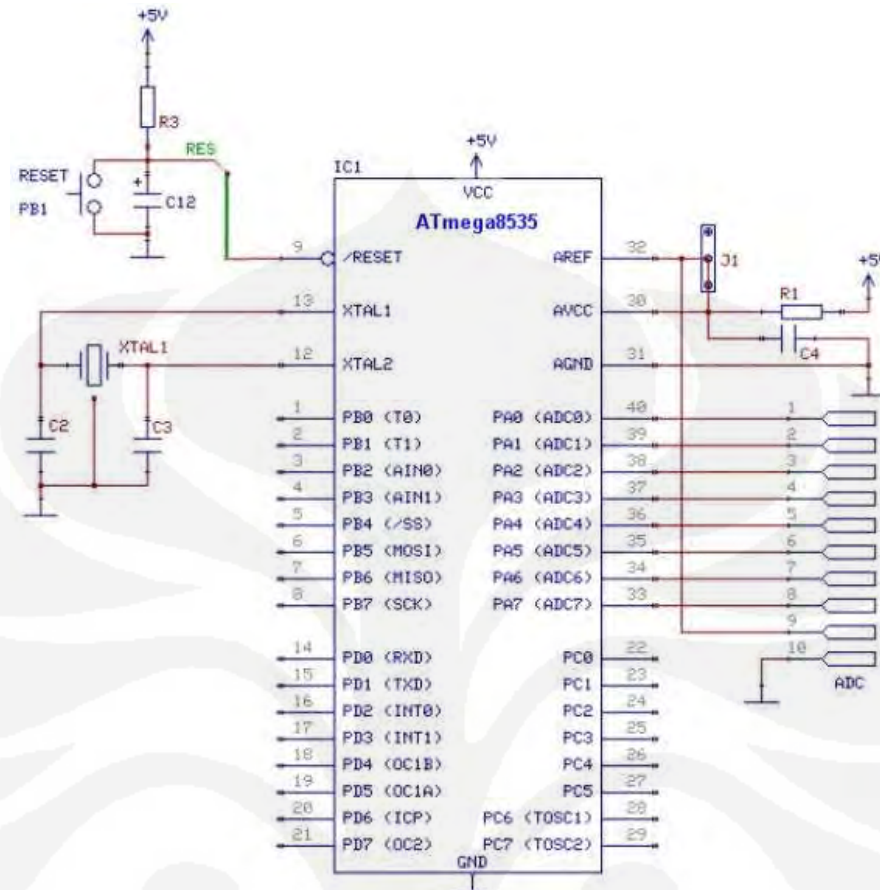 +5V
R3
RES
RESET
PB1
+
C12
+5V
IC1
VCC
ATmega8535
9 /RESET
AREF 32
J1
+5V
13 XTAL1
AVCC 30
R1
XTAL1
12 XTAL2
AGND 31
C4
C2
C3
1 PB0 (T0)
PA0 (ADC0) 40 1
2 PB1 (T1)
PA1 (ADC1) 39 2
3 PB2 (AIN0)
PA2 (ADC2) 38 3
4 PB3 (AIN1)
PA3 (ADC3) 37 4
5 PB4 (/SS)
PA4 (ADC4) 36 5
6 PB5 (MOSI)
PA5 (ADC5) 35 6
7 PB6 (MISO)
PA6 (ADC6) 34 7
8 PB7 (SCK)
PA7 (ADC7) 33 8
9
14 PD0 (RXD)
PC0 22
10
ADC
15 PD1 (TXD)
PC1 23
16 PD2 (INT0)
PC2 24
17 PD3 (INT1)
PC3 25
18 PD4 (OC1B)
PC4 26
19 PD5 (OC1A)
PC5 27
20 PD6 (ICP)
PC6 (TOSC1) 28
21 PD7 (OC2)
PC7 (TOSC2) 29
GND